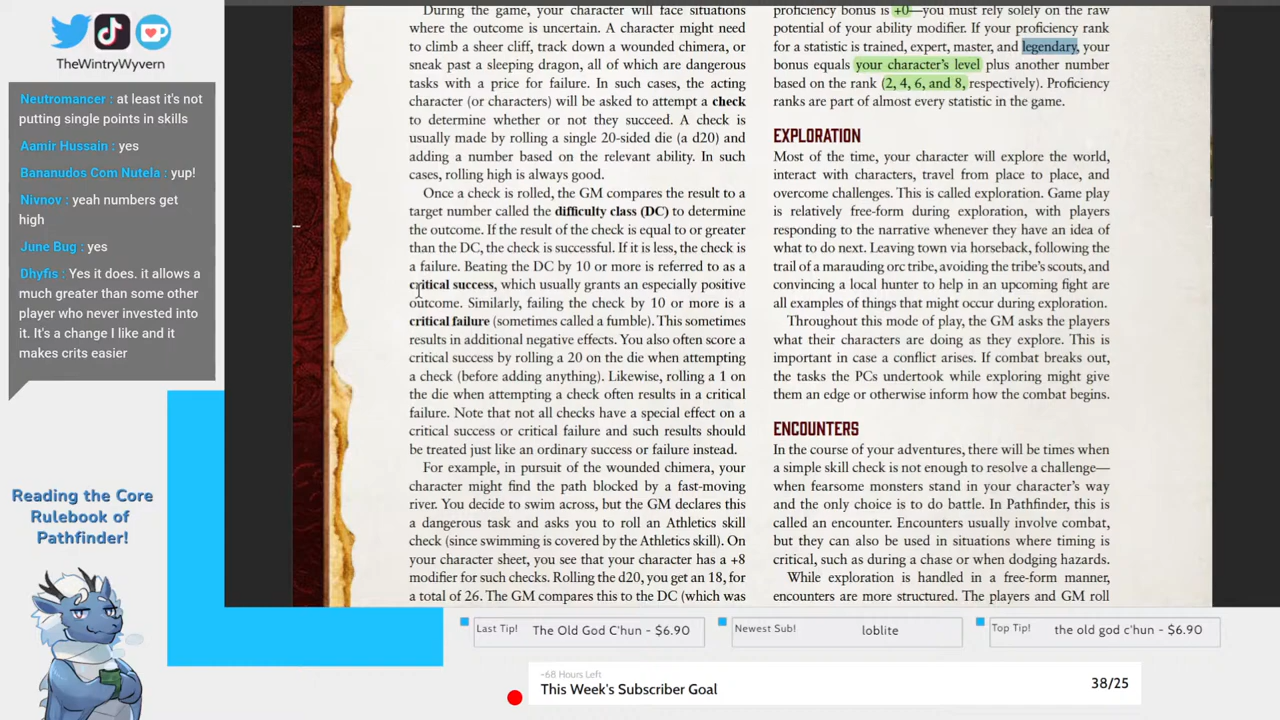 TheWintryWyvern
Neutromancer : at least it's not
putting single points in skills
Aamir Hussain : yes
Bananudos Com Nutela : yup!
Nivnov : yeah numbers get
high
June Bug : yes
Dhyfis : Yes it does. it allows a
much greater than some other
player who never invested into
it. It's a change I like and it
makes crits easier
Reading the Core
Rulebook of
Pathfinder!
During the game, your character will face situations
where the outcome is uncertain. A character might need
to climb a sheer cliff, track down a wounded chimera, or
sneak past a sleeping dragon, all of which are dangerous
tasks with a price for failure. In such cases, the acting
character (or characters) will be asked to attempt a check
to determine whether or not they succeed. A check is
usually made by rolling a single 20-sided die (a d20) and
adding a number based on the relevant ability. In such
cases, rolling high is always good.
Once a check is rolled, the GM compares the result to a
target number called the difficulty class (DC) to determine
the outcome. If the result of the check is equal to or greater
than the DC, the check is successful. If it is less, the check is
a failure. Beating the DC by 10 or more is referred to as a
critical success, which usually grants an especially positive
outcome. Similarly, failing the check by 10 or more is a
critical failure (sometimes called a fumble). This sometimes
results in additional negative effects. You also often score a
critical success by rolling a 20 on the die when attempting
a check (before adding anything). Likewise, rolling a 1 on
the die when attempting a check often results in a critical
failure. Note that not all checks have a special effect on a
critical success or critical failure and such results should
be treated just like an ordinary success or failure instead.
For example, in pursuit of the wounded chimera, your
character might find the path blocked by a fast-moving
river. You decide to swim across, but the GM declares this
a dangerous task and asks you to roll an Athletics skill
check (since swimming is covered by the Athletics skill). On
your character sheet, you see that your character has a +8
modifier for such checks. Rolling the d20, you get an 18, for
a total of 26. The GM compares this to the DC (which was
proficiency bonus is +0—you must rely solely on the raw
potential of your ability modifier. If your proficiency rank
for a statistic is trained, expert, master, and legendary, your
bonus equals your character's level plus another number
based on the rank (2, 4, 6, and 8, respectively). Proficiency
ranks are part of almost every statistic in the game.
EXPLORATION
Most of the time, your character will explore the world,
interact with characters, travel from place to place, and
overcome challenges. This is called exploration. Game play
is relatively free-form during exploration, with players
responding to the narrative whenever they have an idea of
what to do next. Leaving town via horseback, following the
trail of a marauding orc tribe, avoiding the tribe's scouts, and
convincing a local hunter to help in an upcoming fight are
all examples of things that might occur during exploration.
Throughout this mode of play, the GM asks the players
what their characters are doing as they explore. This is
important in case a conflict arises. If combat breaks out,
the tasks the PCs undertook while exploring might give
them an edge or otherwise inform how the combat begins.
ENCOUNTERS
In the course of your adventures, there will be times when
a simple skill check is not enough to resolve a challenge—
when fearsome monsters stand in your character's way
and the only choice is to do battle. In Pathfinder, this is
called an encounter. Encounters usually involve combat,
but they can also be used in situations where timing is
critical, such as during a chase or when dodging hazards.
While exploration is handled in a free-form manner,
encounters are more structured. The players and GM roll
Last Tip! The Old God C'hun - $6.90
Newest Sub! loblite
Top Tip! the old god c'hun - $6.90
~68 Hours Left
This Week's Subscriber Goal
38/25